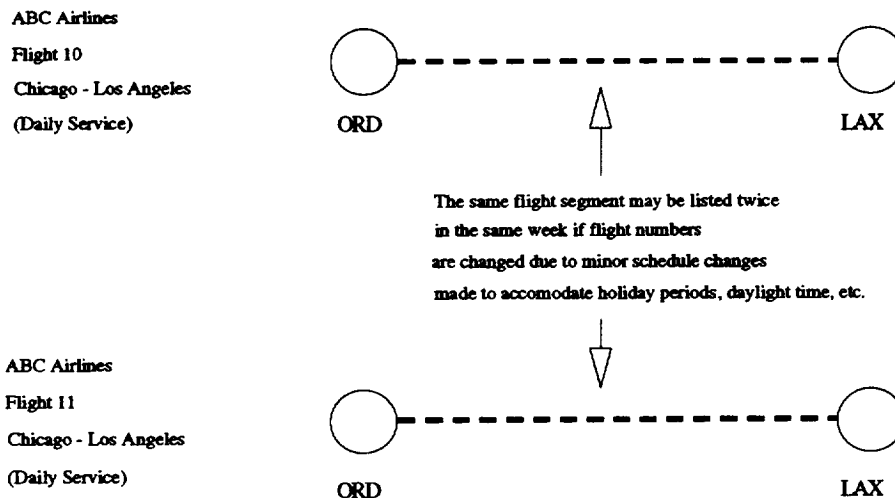 ABC Airlines
Flight 10
Chicago - Los Angeles
(Daily Service)
ORD
LAX
The same flight segment may be listed twice
in the same week if flight numbers
are changed due to minor schedule changes
made to accomodate holiday periods, daylight time, etc.
ABC Airlines
Flight 11
Chicago - Los Angeles
(Daily Service)
ORD
LAX